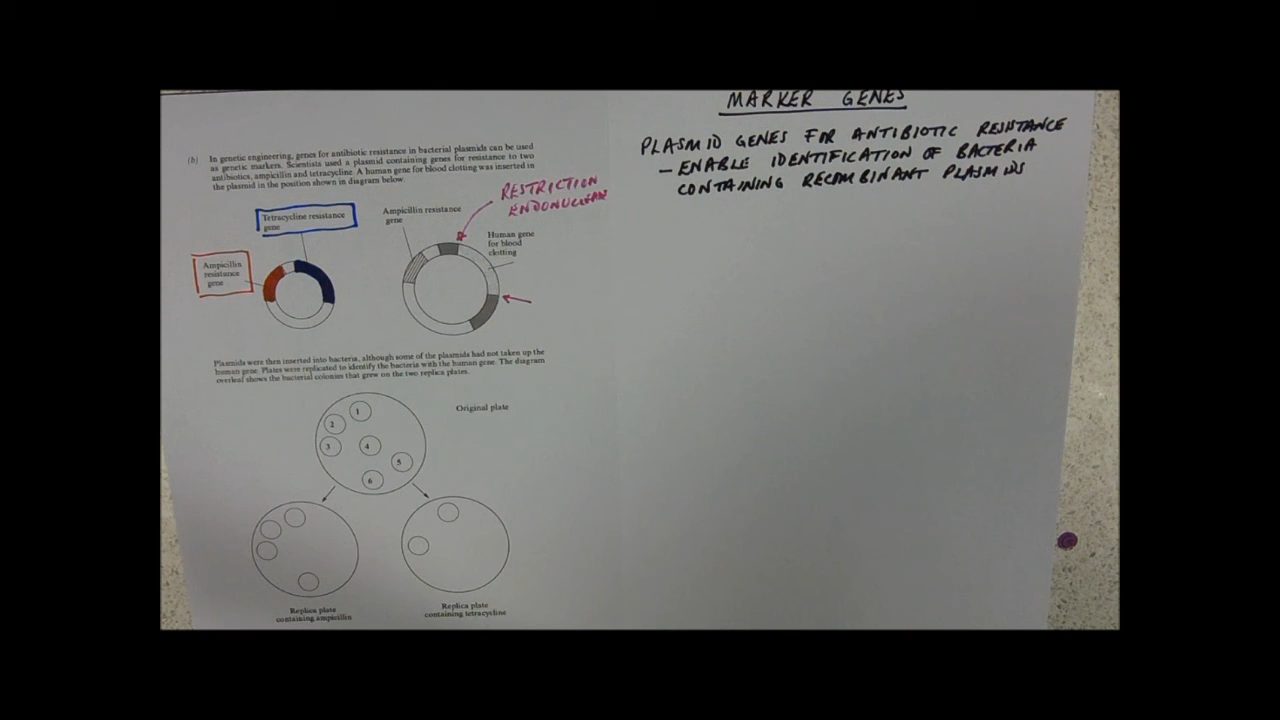 MARKER GENES
PLASMID GENES FOR ANTIBIOTIC RESISTANCE
- ENABLE IDENTIFICATION OF BACTERIA
CONTAINING RECOMBINANT PLASMIDS
(b) In genetic engineering, genes for antibiotic resistance in bacterial plasmids can be used
as genetic markers. Scientists used a plasmid containing genes for resistance to two
antibiotics, ampicillin and tetracycline. A human gene for blood clotting was inserted in
the plasmid in the position shown in diagram below.
RESTRICTION
ENDONUCLEASE
Tetracycline resistance
gene
Ampicillin resistance
gene
Human gene
for blood
clotting
Ampicillin
resistance
gene
Plasmids were then inserted into bacteria, although some of the plasmids had not taken up the
human gene. Plates were replicated to identify the bacteria with the human gene. The diagram
overleaf shows the bacterial colonies that grew on the two replica plates.
Original plate
1
2
3
4
5
6
Replica plate
containing ampicillin
Replica plate
containing tetracycline